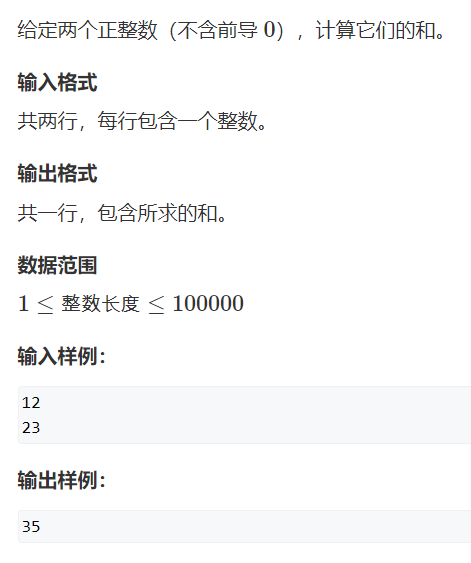 给定两个正整数（不含前导 0），计算它们的和。
输入格式
共两行，每行包含一个整数。
输出格式
共一行，包含所求的和。
数据范围
1 ≤ 整数长度 ≤ 100000
输入样例：
12
23
输出样例：
35